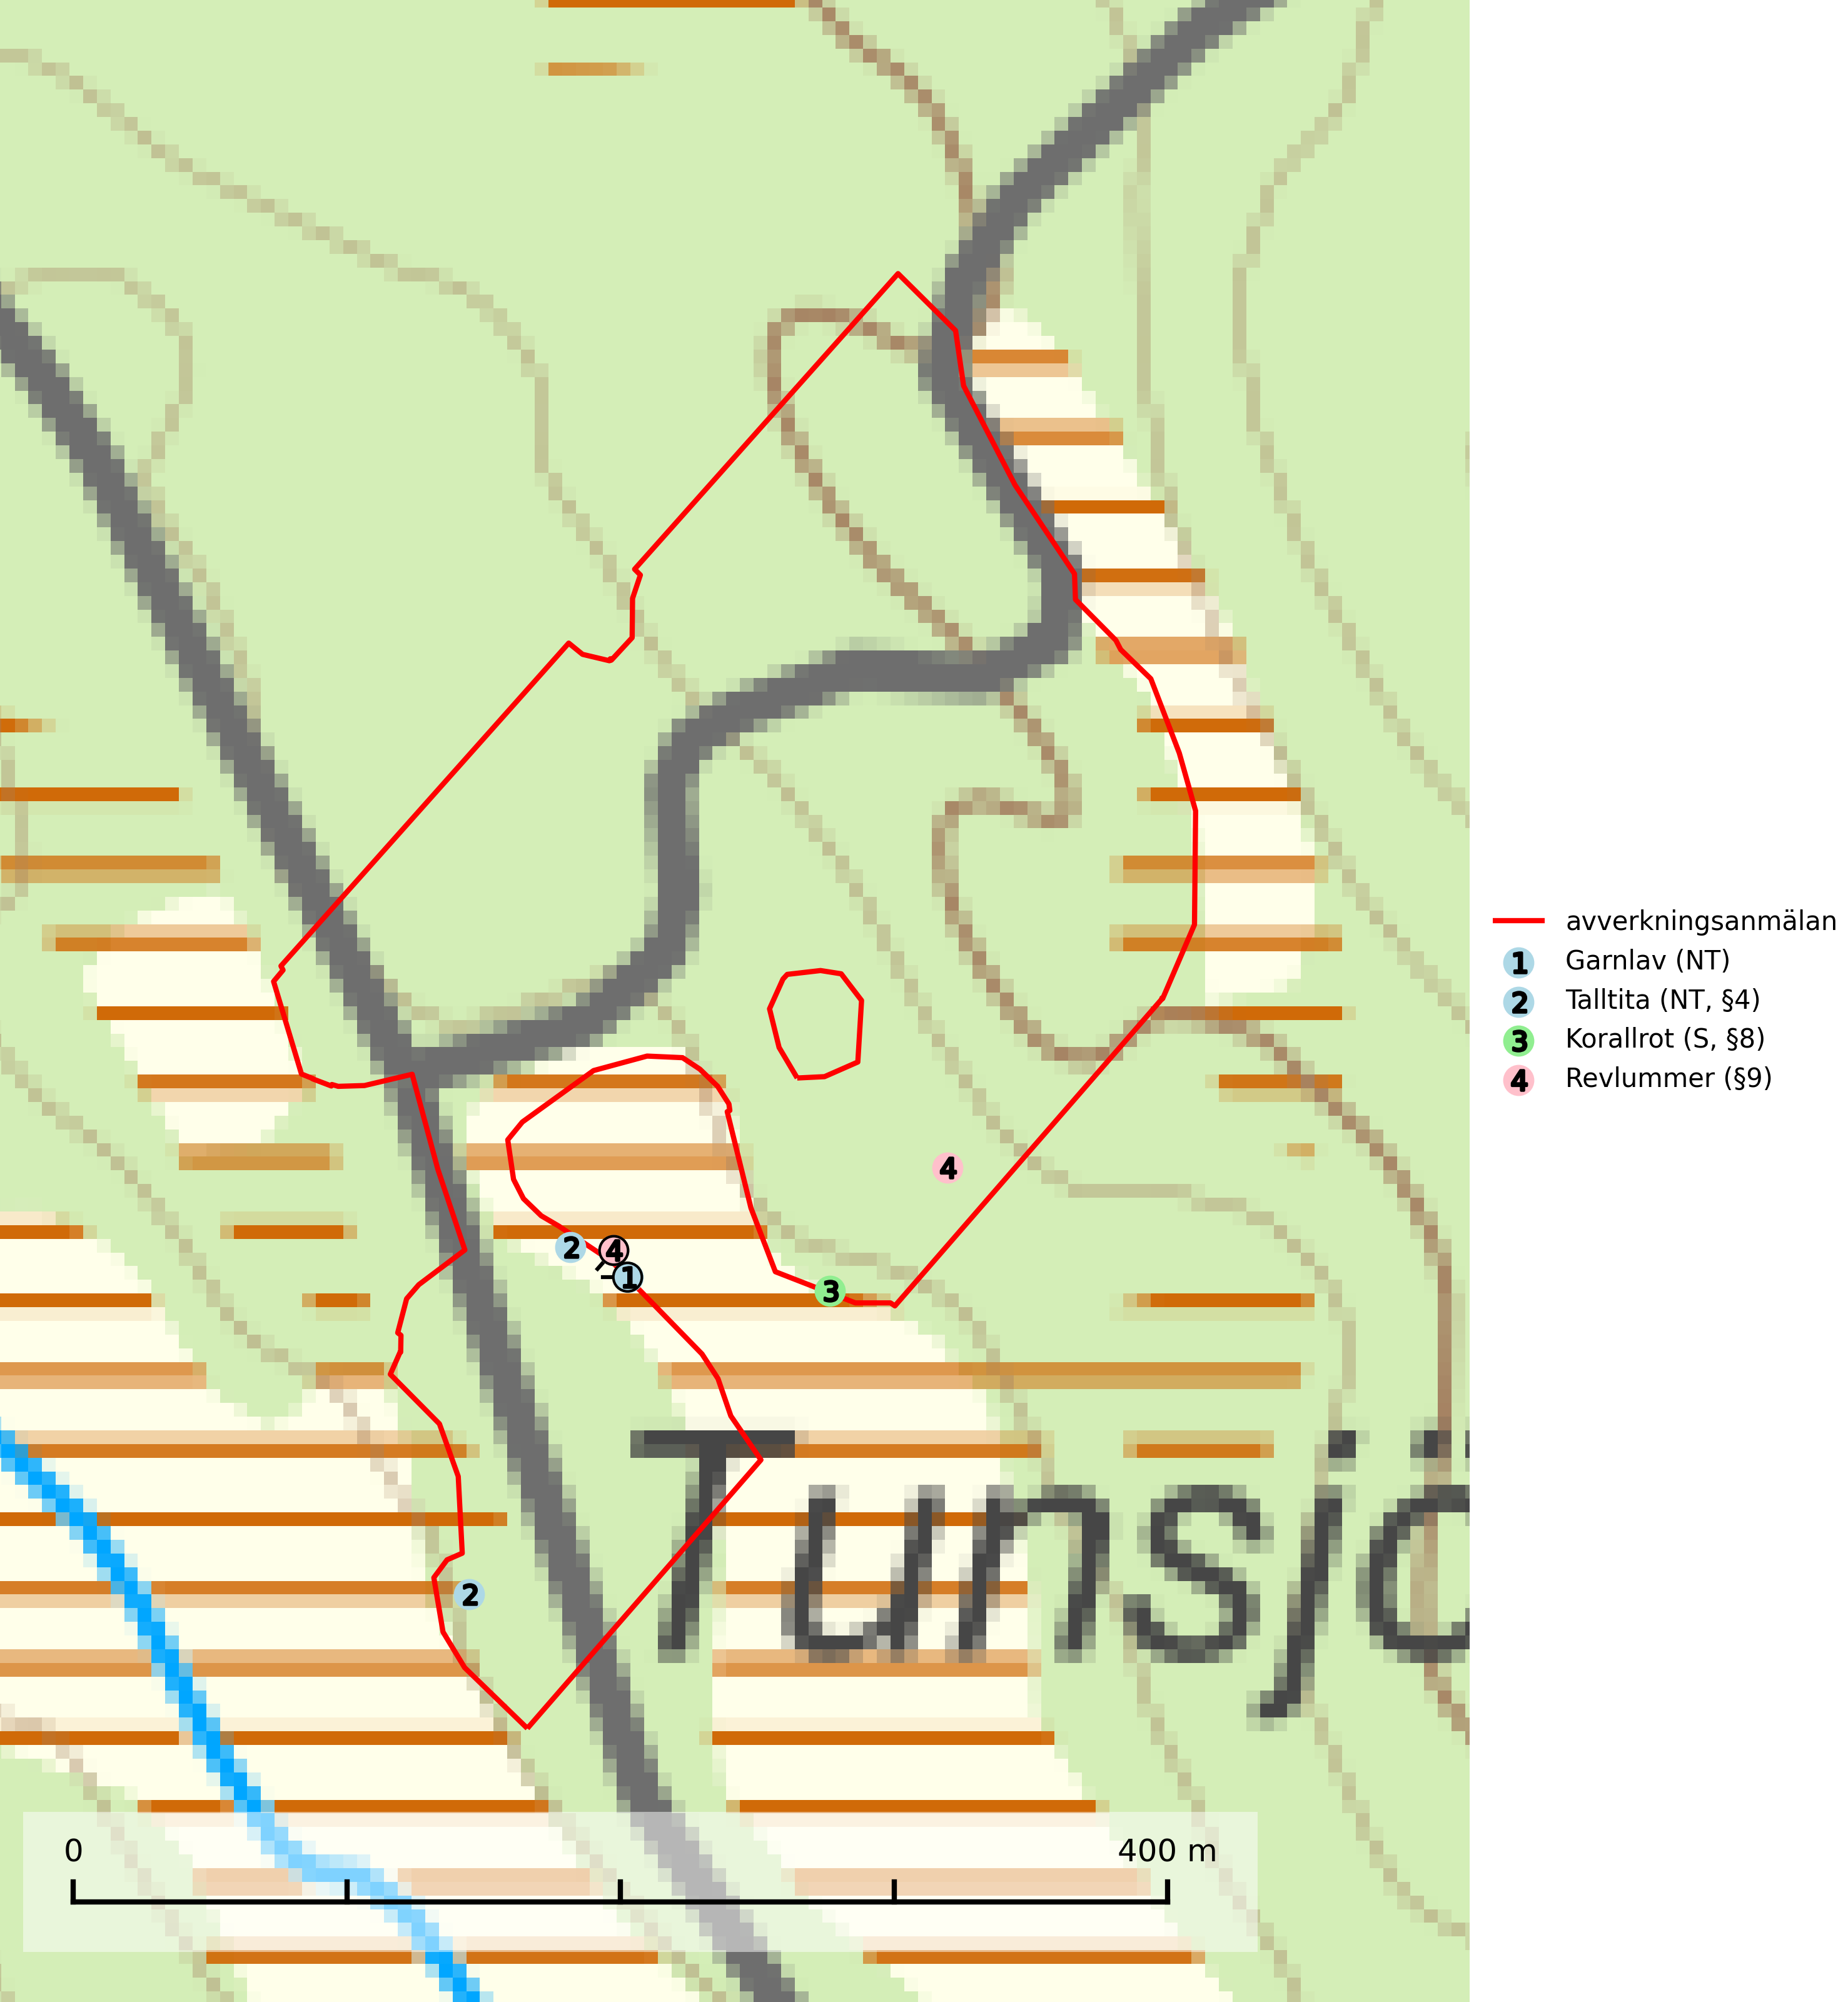 avverkningsanmälan
1 Garnlav (NT)
2 Talltita (NT, §4)
3 Korallrot (S, §8)
4 Revlummer (§9)
4
2 4
1
3
2
0 400 m